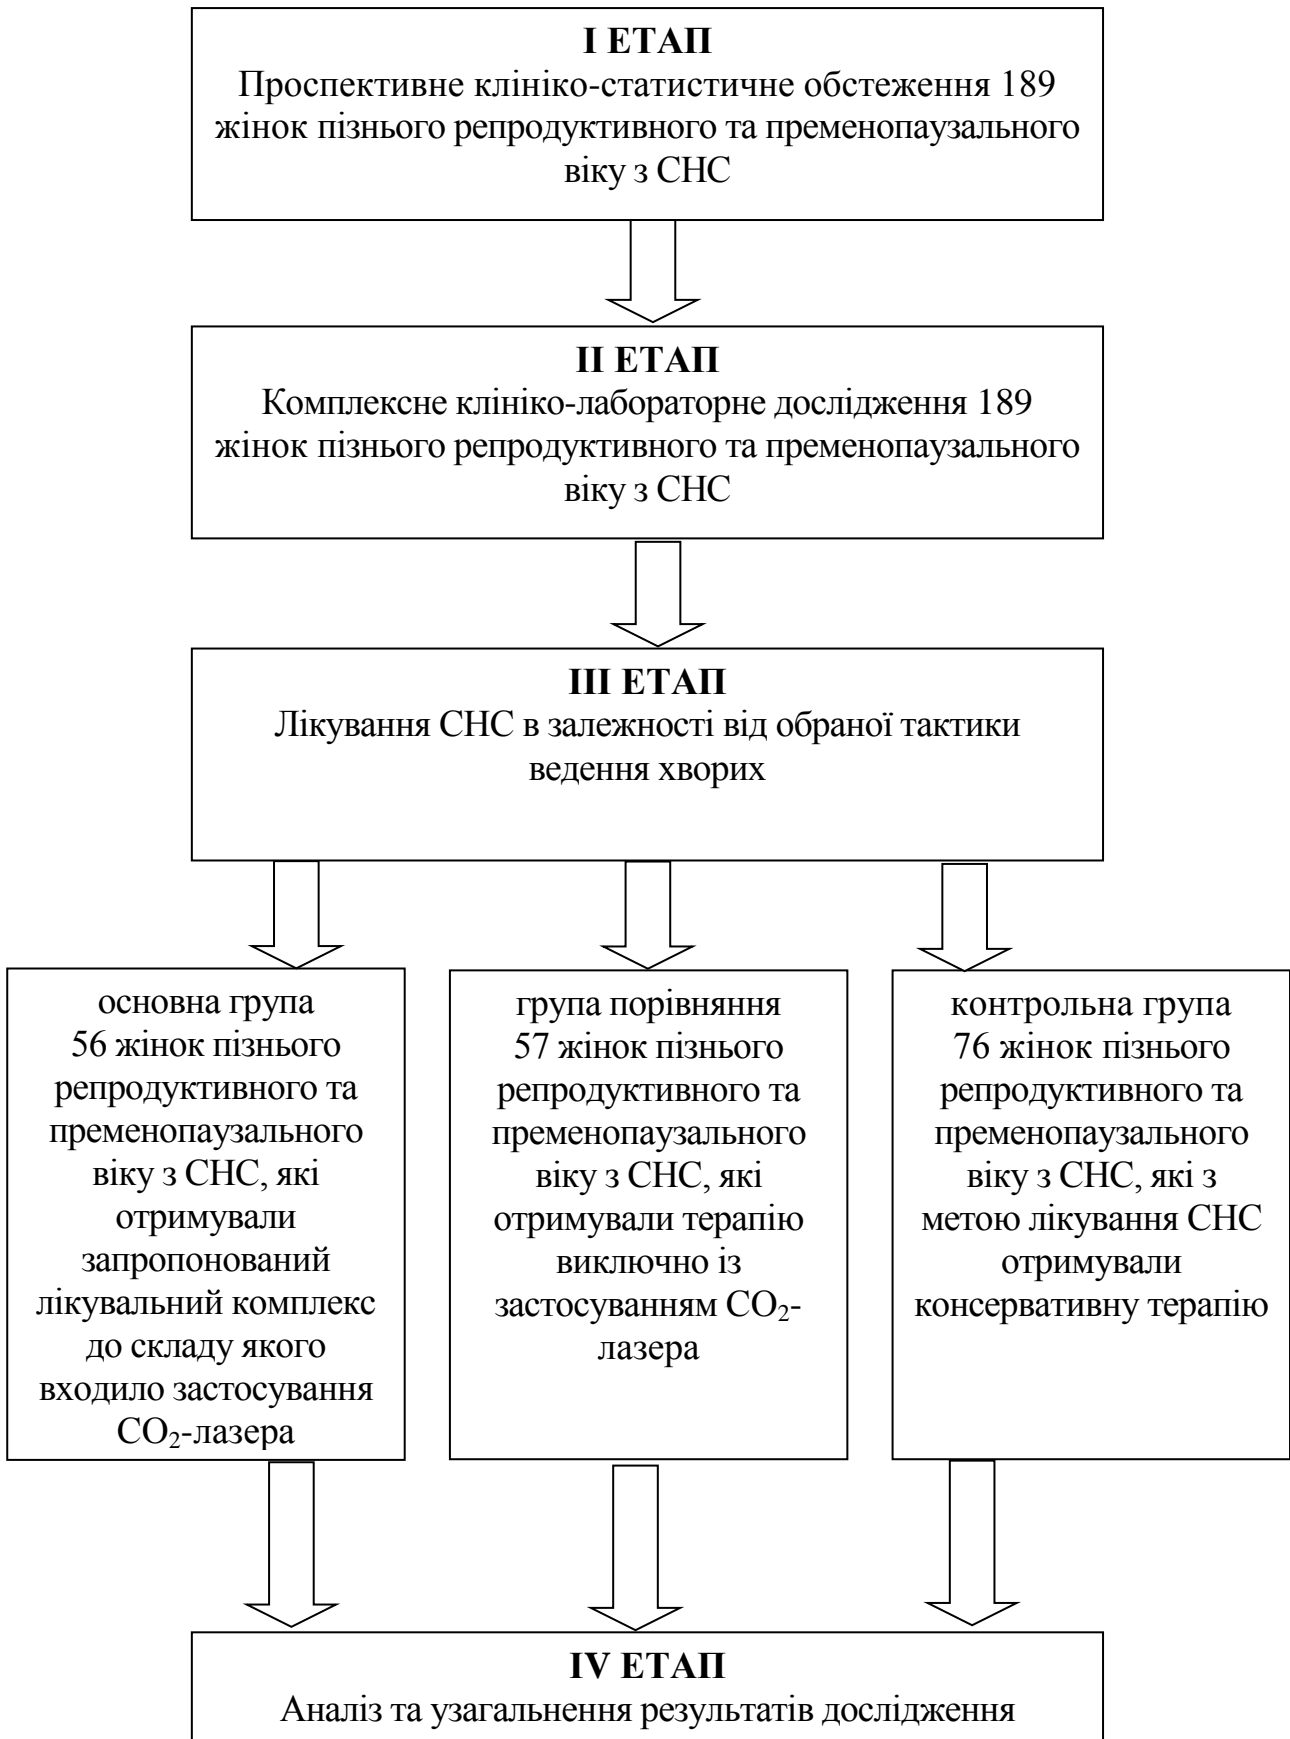 І ЕТАП
Проспективне клініко-статистичне обстеження 189
жінок пізнього репродуктивного та пременопаузального
віку з СНС
ІІ ЕТАП
Комплексне клініко-лабораторне дослідження 189
жінок пізнього репродуктивного та пременопаузального
віку з СНС
ІІІ ЕТАП
Лікування СНС в залежності від обраної тактики
ведення хворих
основна група
56 жінок пізнього
репродуктивного та
пременопаузального
віку з СНС, які
отримували
запропонований
лікувальний комплекс
до складу якого
входило застосування
СО₂-лазера
група порівняння
57 жінок пізнього
репродуктивного та
пременопаузального
віку з СНС, які
отримували терапію
виключно із
застосуванням СО₂-
лазера
контрольна група
76 жінок пізнього
репродуктивного та
пременопаузального
віку з СНС, які з
метою лікування СНС
отримували
консервативну терапію
IV ЕТАП
Аналіз та узагальнення результатів дослідження